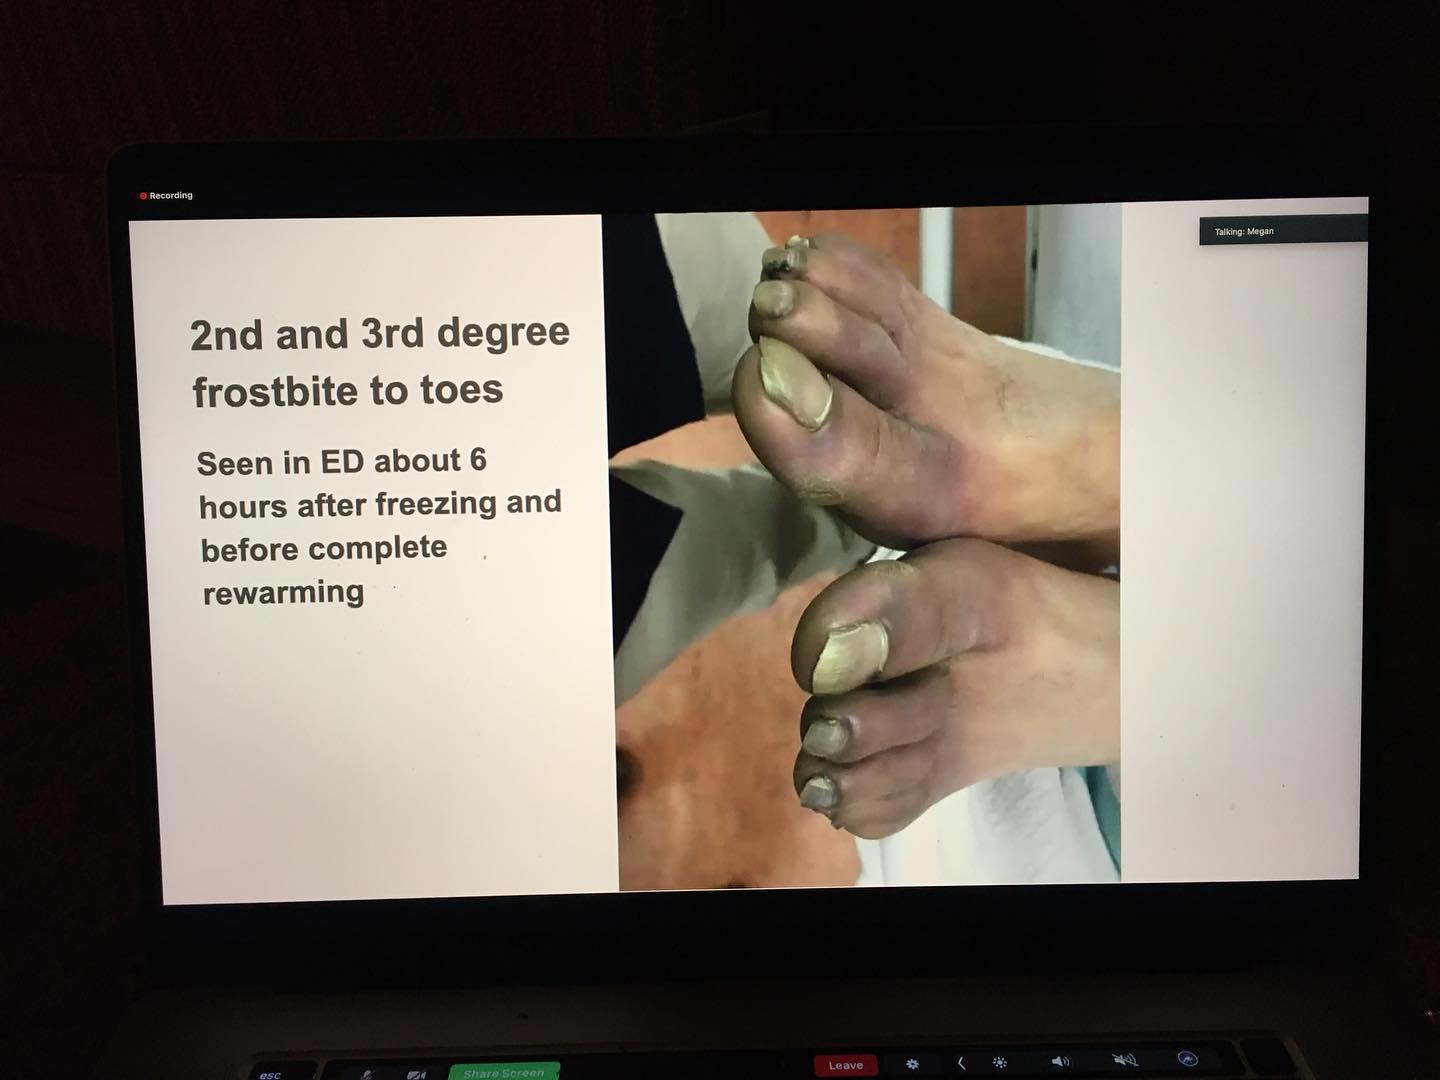 Recording
Talking: Megan
2nd and 3rd degree
frostbite to toes
Seen in ED about 6
hours after freezing and
before complete
rewarming
esc
Share Screen
Leave